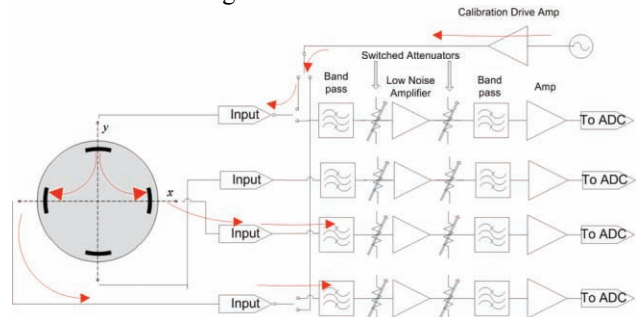 Calibration Drive Amp
Switched Attenuators
Band
pass
Low Noise
Amplifier
Band
pass
Amp
Input
To ADC
y
Input
To ADC
x
Input
To ADC
Input
To ADC